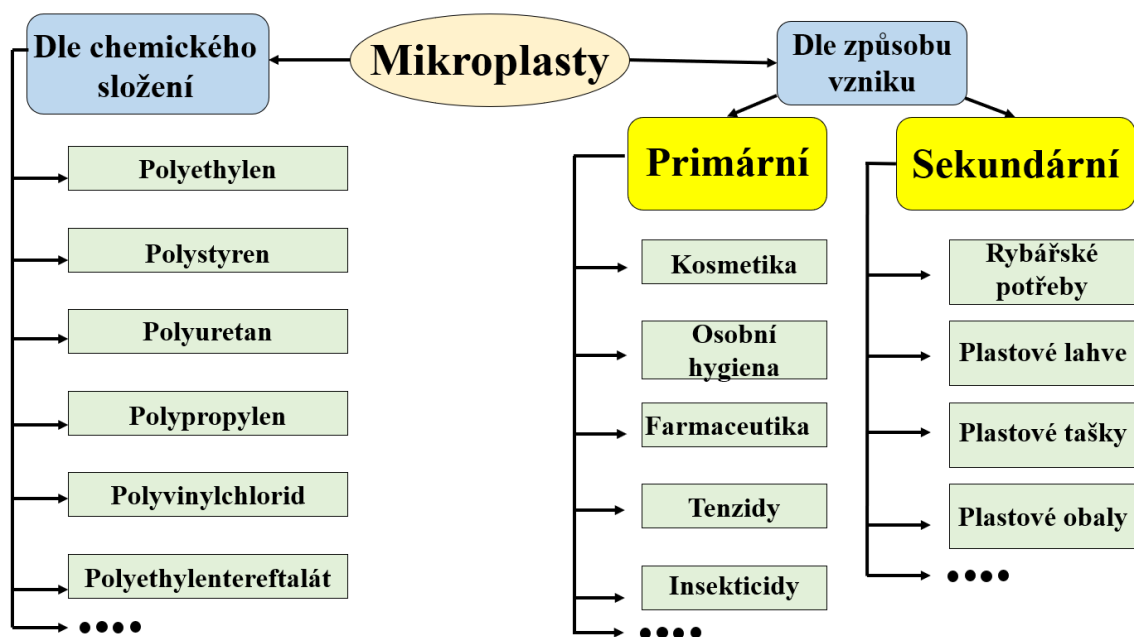 Mikroplasty
Dle chemického
složení
Polyethylen
Polystyren
Polyuretan
Polypropylen
Polyvinylchlorid
Polyethylentereftalát
Dle způsobu
vzniku
Primární
Kosmetika
Osobní
hygiena
Farmaceutika
Tenzidy
Insekticidy
Sekundární
Rybářské
potřeby
Plastové lahve
Plastové tašky
Plastové obaly